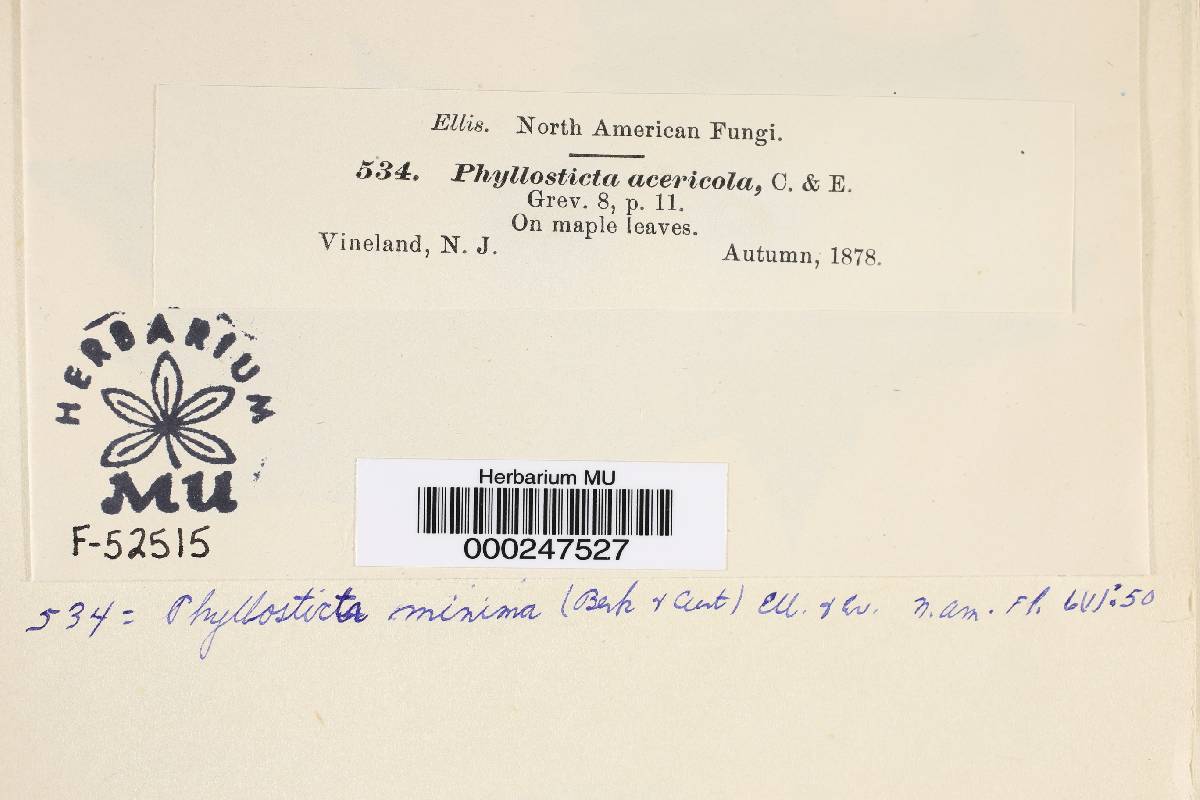 Ellis. North American Fungi.
534. Phyllosticta acericola, C. & E.
Grev. 8, p. 11.
On maple leaves.
Vineland, N. J. Autumn, 1878.
HERBARIUM
MU
F-52515
Herbarium MU
000247527
534 = Phyllosticta minima (Berk & Curt) Ell. & Ev. N. Am. Fl. 6(1):50